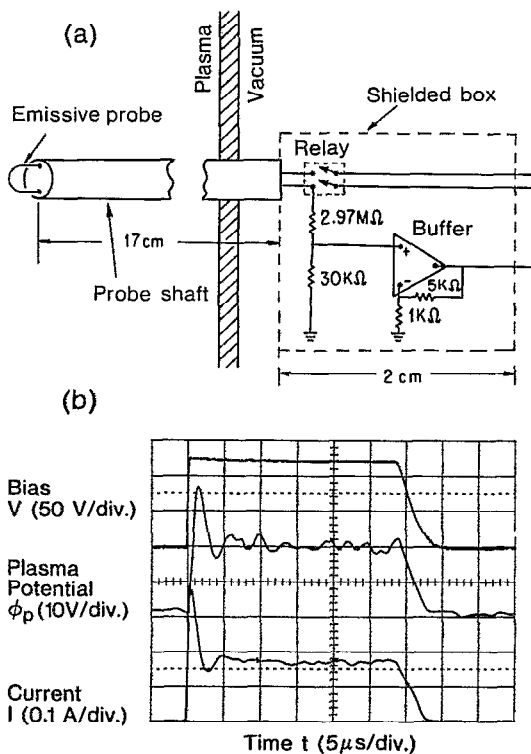 (a)
Plasma
Vacuum
Emissive probe
Shielded box
Relay
2.97MΩ
Buffer
17cm
+
-
5KΩ
Probe shaft
30KΩ
1KΩ
2 cm
(b)
Bias
V (50 V/div.)
Plasma
Potential
ϕp (10V/div.)
Current
I (0.1 A/div.)
Time t (5μs/div.)